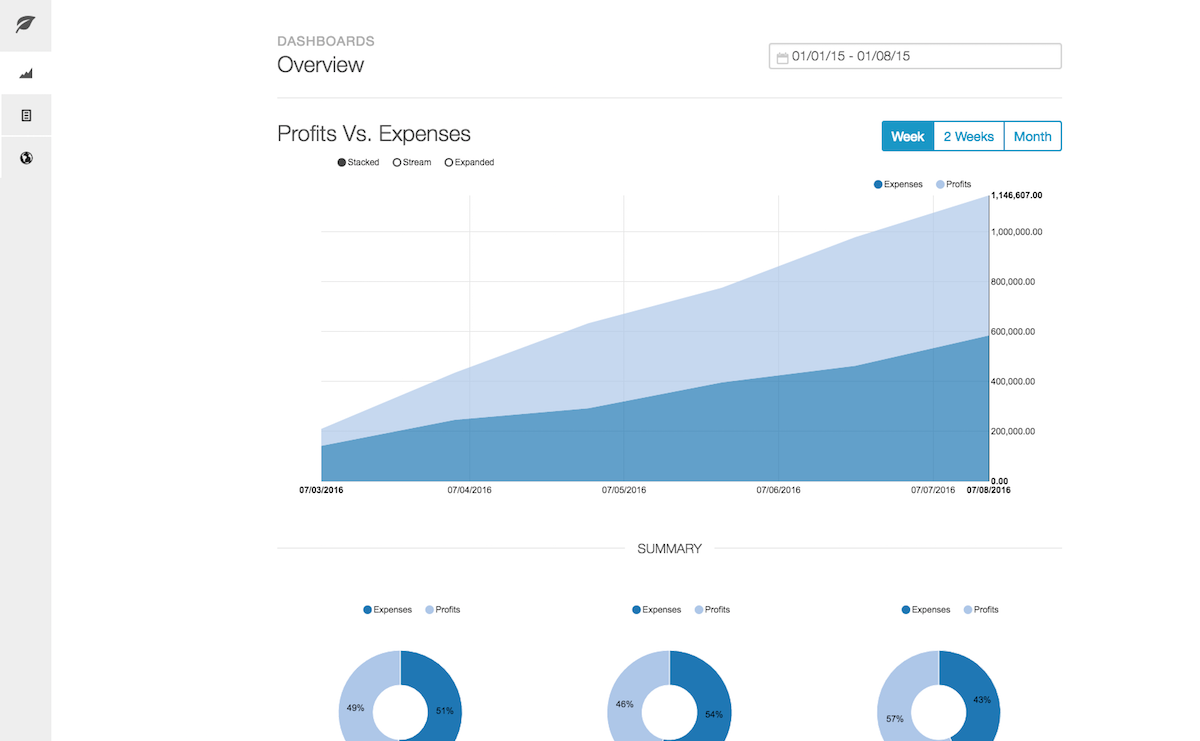 DASHBOARDS
Overview
01/01/15 - 01/08/15
Profits Vs. Expenses
Week 2 Weeks Month
Stacked Stream Expanded
Expenses Profits
1,146,607.00
1,000,000.00
800,000.00
600,000.00
400,000.00
200,000.00
0.00
07/03/2016 07/04/2016 07/05/2016 07/06/2016 07/07/2016 07/08/2016
SUMMARY
Expenses Profits Expenses Profits Expenses Profits
49% 51% 46% 54% 57% 43%